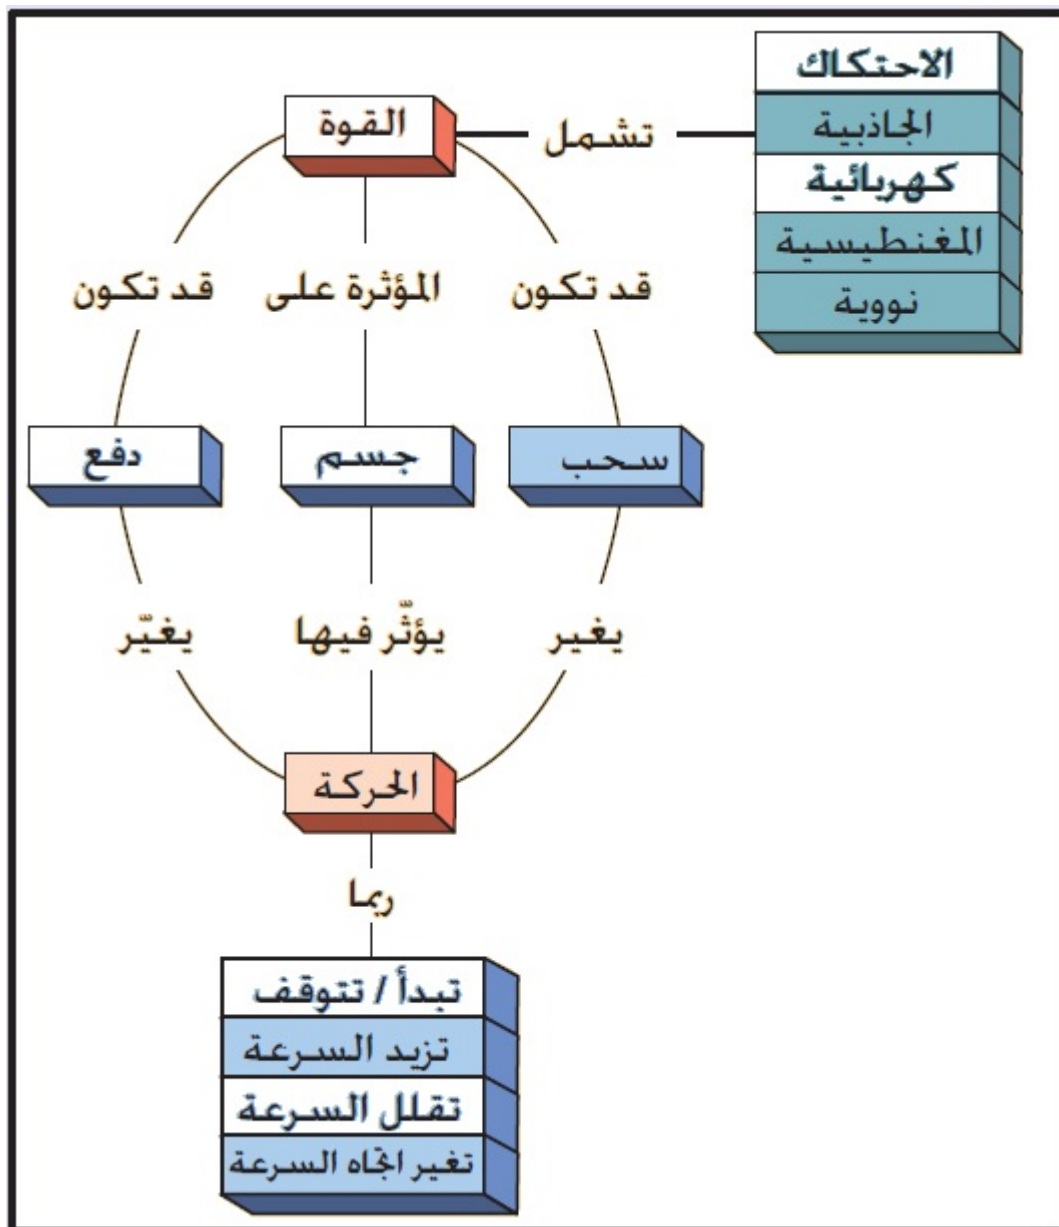 الاحتكاك
الجاذبية
كهربائية
المغنطيسية
نووية
تشمل
القوة
قد تكون
المؤثرة على
قد تكون
سحب
جسم
دفع
يغير
يؤثّر فيها
يغيّر
الحركة
ربما
تبدأ / تتوقف
تزيد السرعة
تقلل السرعة
تغير اتجاه السرعة